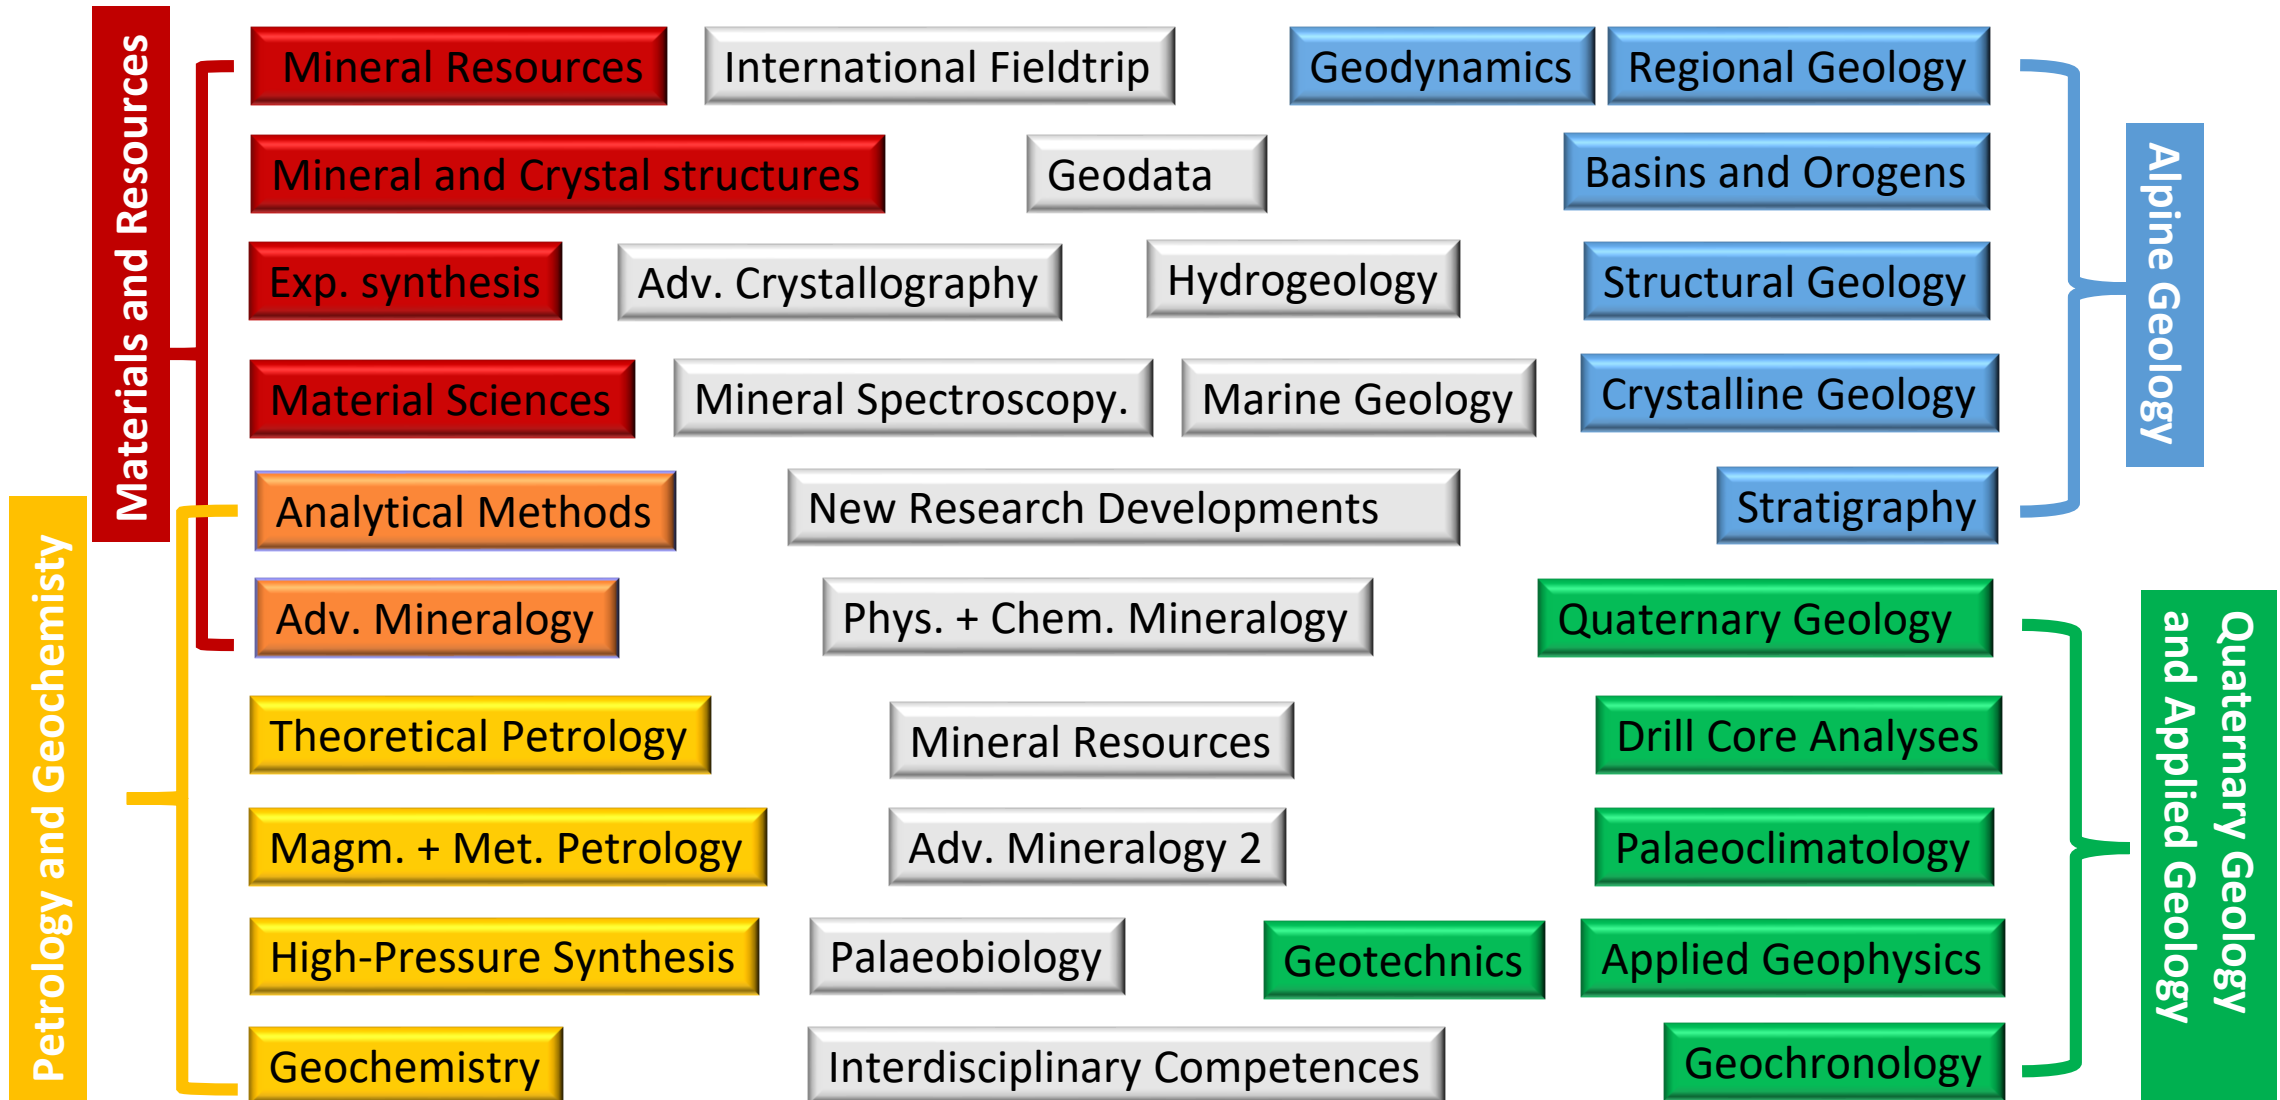 Materials and Resources
Mineral Resources
International Fieldtrip
Geodynamics
Regional Geology
Mineral and Crystal structures
Geodata
Basins and Orogens
Alpine Geology
Exp. synthesis
Adv. Crystallography
Hydrogeology
Structural Geology
Material Sciences
Mineral Spectroscopy.
Marine Geology
Crystalline Geology
Analytical Methods
New Research Developments
Stratigraphy
Petrology and Geochemisty
Adv. Mineralogy
Phys. + Chem. Mineralogy
Quaternary Geology
Quaternary Geology
and Applied Geology
Theoretical Petrology
Mineral Resources
Drill Core Analyses
Magm. + Met. Petrology
Adv. Mineralogy 2
Palaeoclimatology
High-Pressure Synthesis
Palaeobiology
Geotechnics
Applied Geophysics
Geochemistry
Interdisciplinary Competences
Geochronology